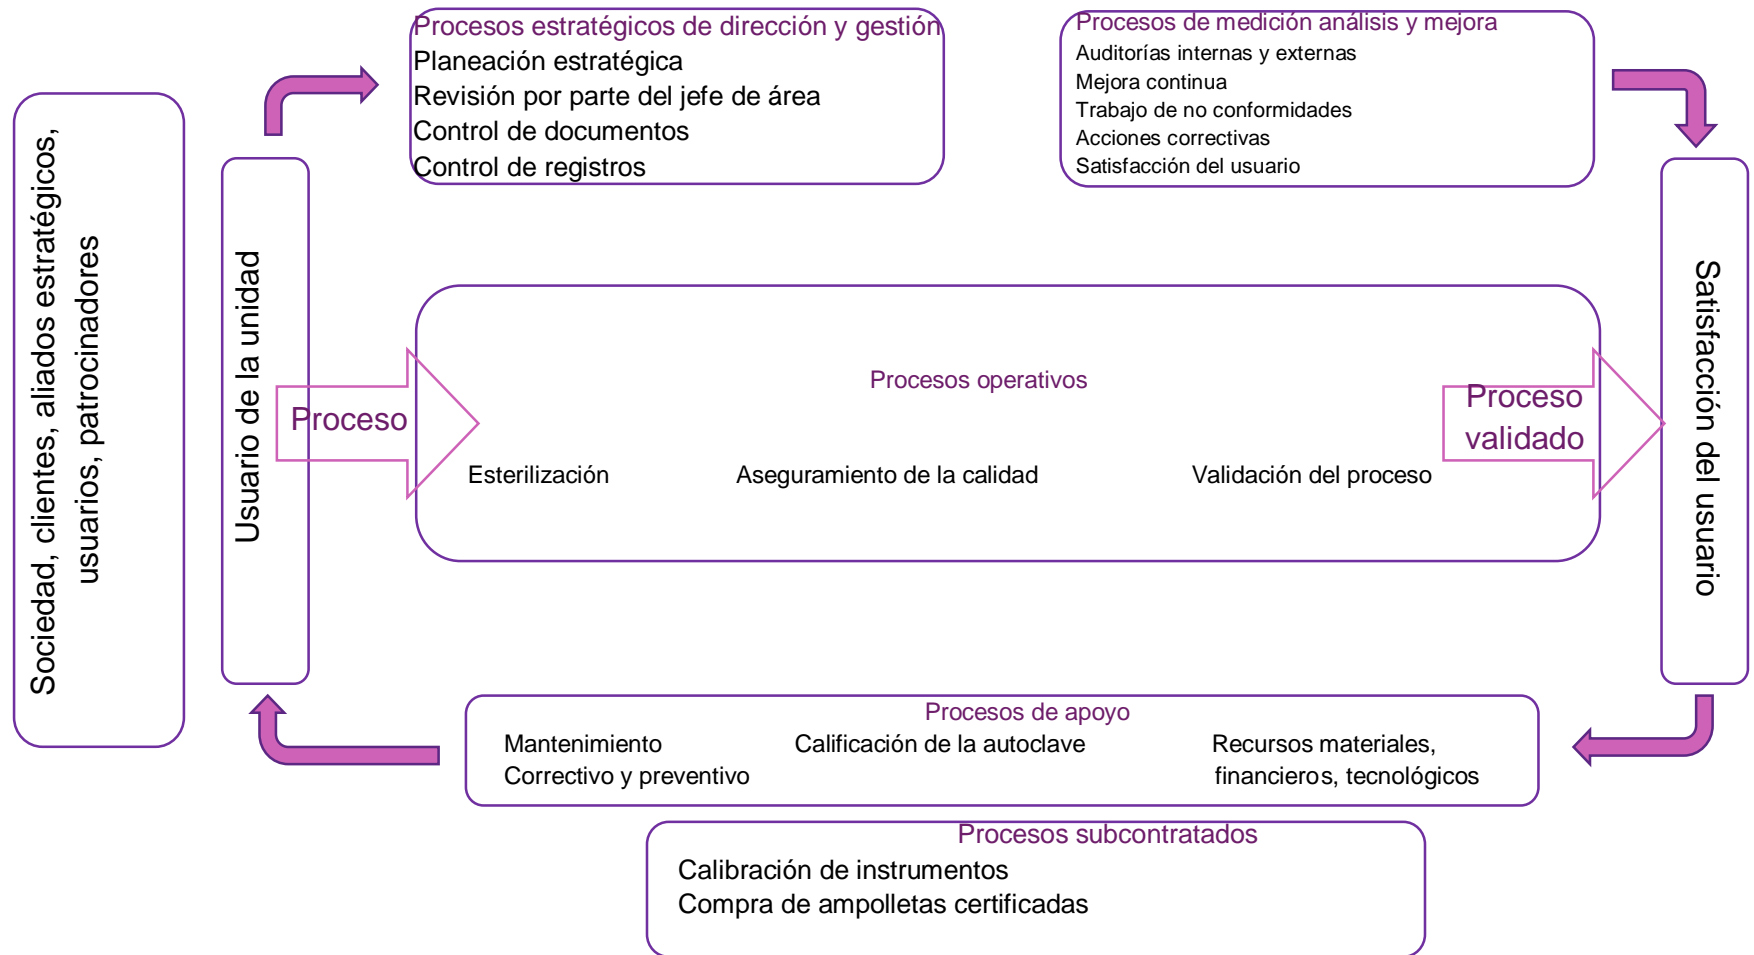 Procesos estratégicos de dirección y gestión
Planeación estratégica
Revisión por parte del jefe de área
Control de documentos
Control de registros
Procesos de medición análisis y mejora
Auditorías internas y externas
Mejora continua
Trabajo de no conformidades
Acciones correctivas
Satisfacción del usuario
Sociedad, clientes, aliados estratégicos,
usuarios, patrocinadores
Usuario de la unidad
Proceso
Procesos operativos
Esterilización
Aseguramiento de la calidad
Validación del proceso
Proceso
validado
Satisfacción del usuario
Procesos de apoyo
Mantenimiento
Correctivo y preventivo
Calificación de la autoclave
Recursos materiales,
financieros, tecnológicos
Procesos subcontratados
Calibración de instrumentos
Compra de ampolletas certificadas